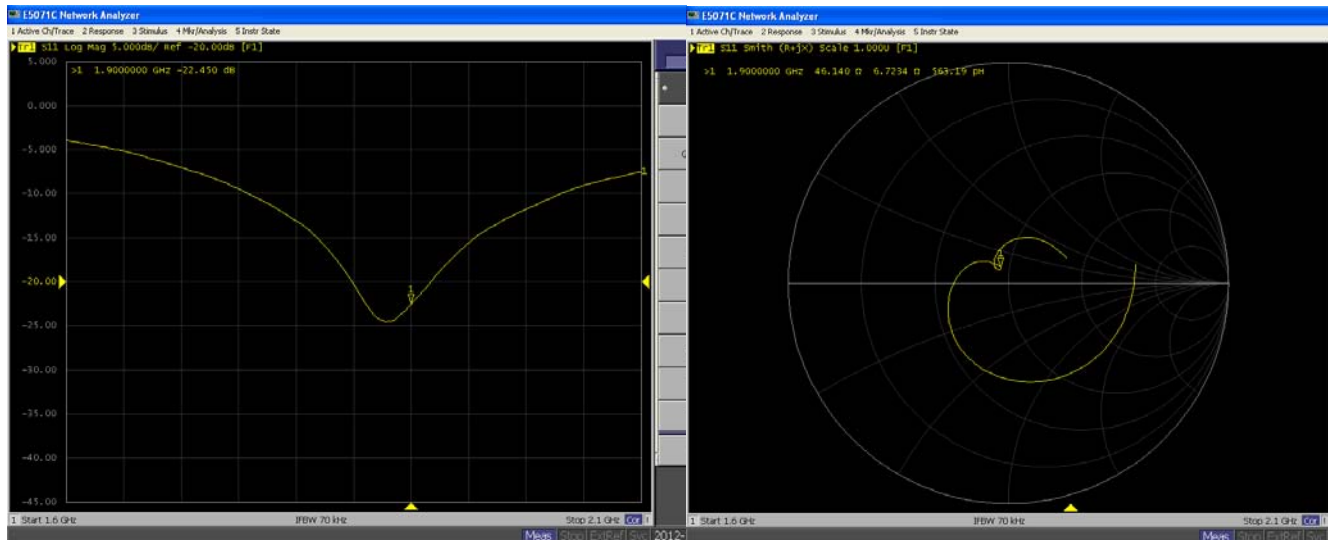 E5071C Network Analyzer
1 Active Ch/Trace 2 Response 3 Stimulus 4 Mkr/Analysis 5 Instr State
Tr1 S11 Log Mag 5.000dB/ Ref -20.00dB [F1]
5.000
>1 1.9000000 GHz -22.450 dB
0.000
-5.000
-10.00
-15.00
-20.00
-25.00
-30.00
-35.00
-40.00
-45.00
1
1
1 Start 1.6 GHz IFBW 70 kHz Stop 2.1 GHz Cor !
Meas Stop ExtRef Svc 2012-
E5071C Network Analyzer
1 Active Ch/Trace 2 Response 3 Stimulus 4 Mkr/Analysis 5 Instr State
Tr1 S11 Smith (R+jX) Scale 1.000U [F1]
>1 1.9000000 GHz 46.140 Ω 6.7234 Ω 563.19 pH
1 Start 1.6 GHz IFBW 70 kHz Stop 2.1 GHz Cor !
Meas Stop ExtRef Svc